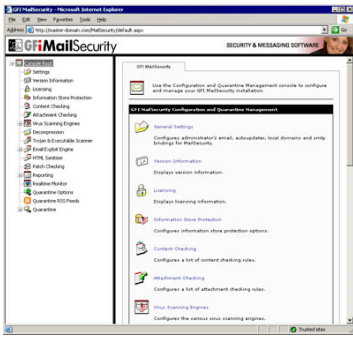 GFI MailSecurity - Microsoft Internet Explorer
File Edit View Favorites Tools Help
Address http://master-domain.com/MailSecurity/default.aspx
Go
GFiMailSecurity
SECURITY & MESSAGING SOFTWARE
Console Root
Settings
Version Information
Licensing
Information Store Protection
Content Checking
Attachment Checking
Virus Scanning Engines
Decompression
Trojan & Executable Scanner
Email Exploit Engine
HTML Sanitizer
Patch Checking
Reporting
Realtime Monitor
Quarantine Options
Quarantine RSS Feeds
Quarantine
GFI MailSecurity
Use the Configuration and Quarantine Management console to configure
and manage your GFI MailSecurity installation.
GFI MailSecurity Configuration and Quarantine Management
General Settings
Configures administrator's email, autoupdates, local domains and smtp
bindings for MailSecurity.
Version Information
Displays version information.
Licensing
Displays licensing information.
Information Store Protection
Configures information store protection options.
Content Checking
Configures a list of content checking rules.
Attachment Checking
Configures a list of attachment checking rules.
Virus Scanning Engines
Configures the various virus scanning engines.
Trusted sites